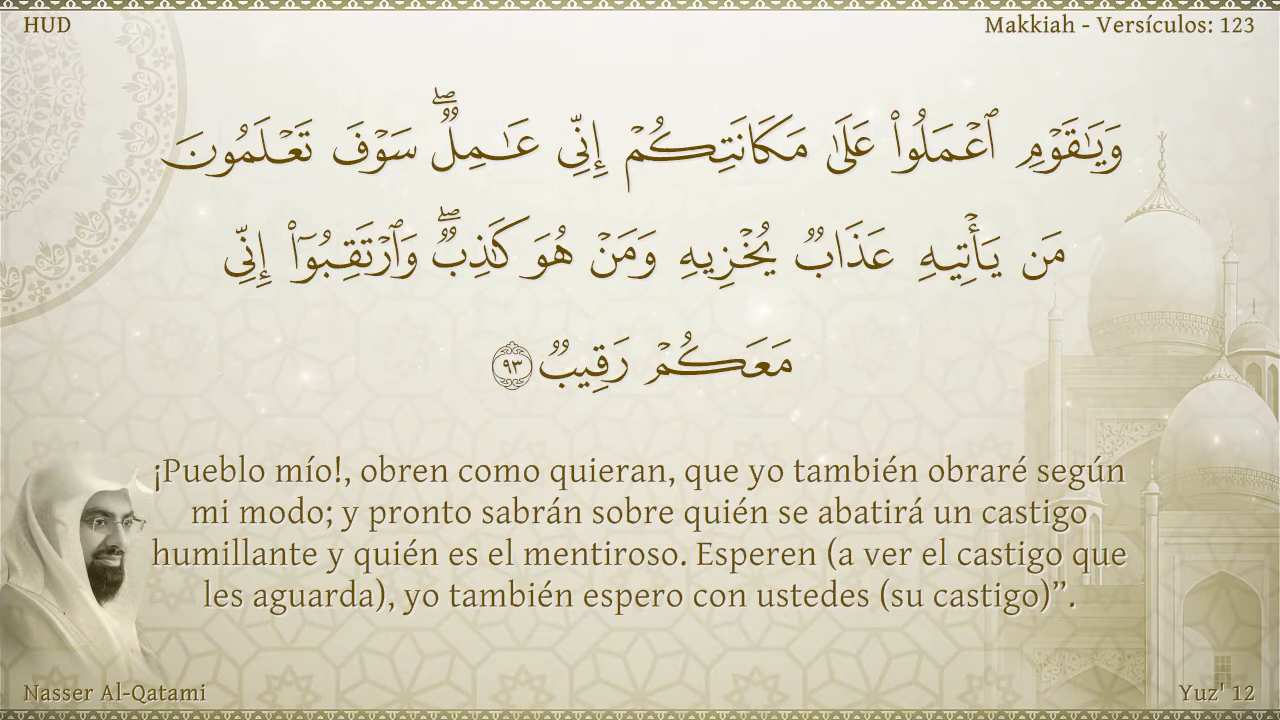 HUD
Makkiah - Versículos: 123
وَيَٰقَوْمِ ٱعْمَلُوا۟ عَلَىٰ مَكَانَتِكُمْ إِنِّى عَٰمِلٌ ۖ سَوْفَ تَعْلَمُونَ
مَن يَأْتِيهِ عَذَابٌ يُخْزِيهِ وَمَنْ هُوَ كَٰذِبٌ ۖ وَٱرْتَقِبُوٓا۟ إِنِّى
مَعَكُمْ رَقِيبٌ ٩٣
¡Pueblo mío!, obren como quieran, que yo también obraré según
mi modo; y pronto sabrán sobre quién se abatirá un castigo
humillante y quién es el mentiroso. Esperen (a ver el castigo que
les aguarda), yo también espero con ustedes (su castigo)”.
Nasser Al-Qatami
Yuz' 12